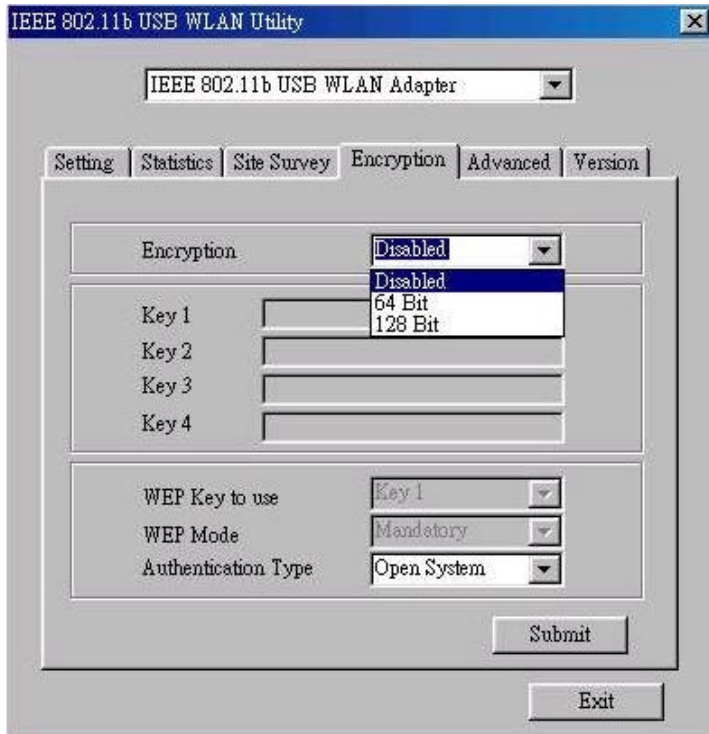 IEEE 802.11b USB WLAN Utility
IEEE 802.11b USB WLAN Adapter
Setting Statistics Site Survey Encryption Advanced Version
Encryption Disabled
Disabled
64 Bit
128 Bit
Key 1
Key 2
Key 3
Key 4
WEP Key to use Key 1
WEP Mode Mandatory
Authentication Type Open System
Submit
Exit